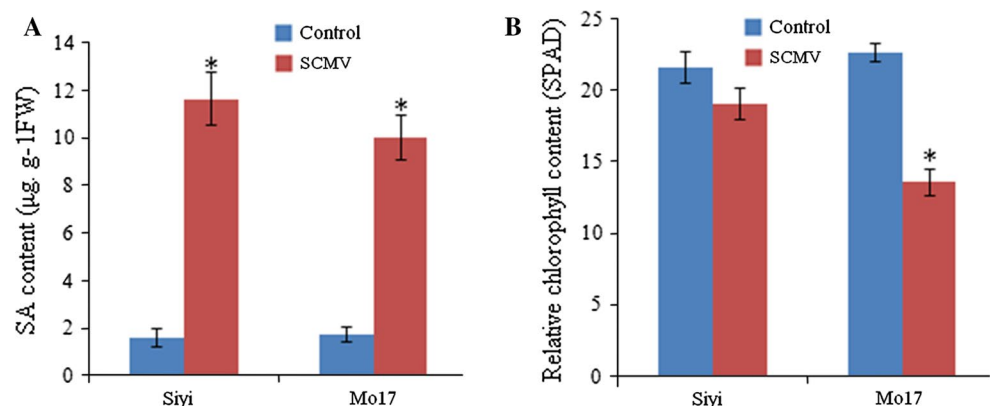 A
SA content (µg. g-1FW)
14
12
10
8
6
4
2
0
Control
SCMV
*
*
Siyi
Mo17
B
Relative chlorophyll content (SPAD)
25
20
15
10
5
0
Control
SCMV
*
Siyi
Mo17